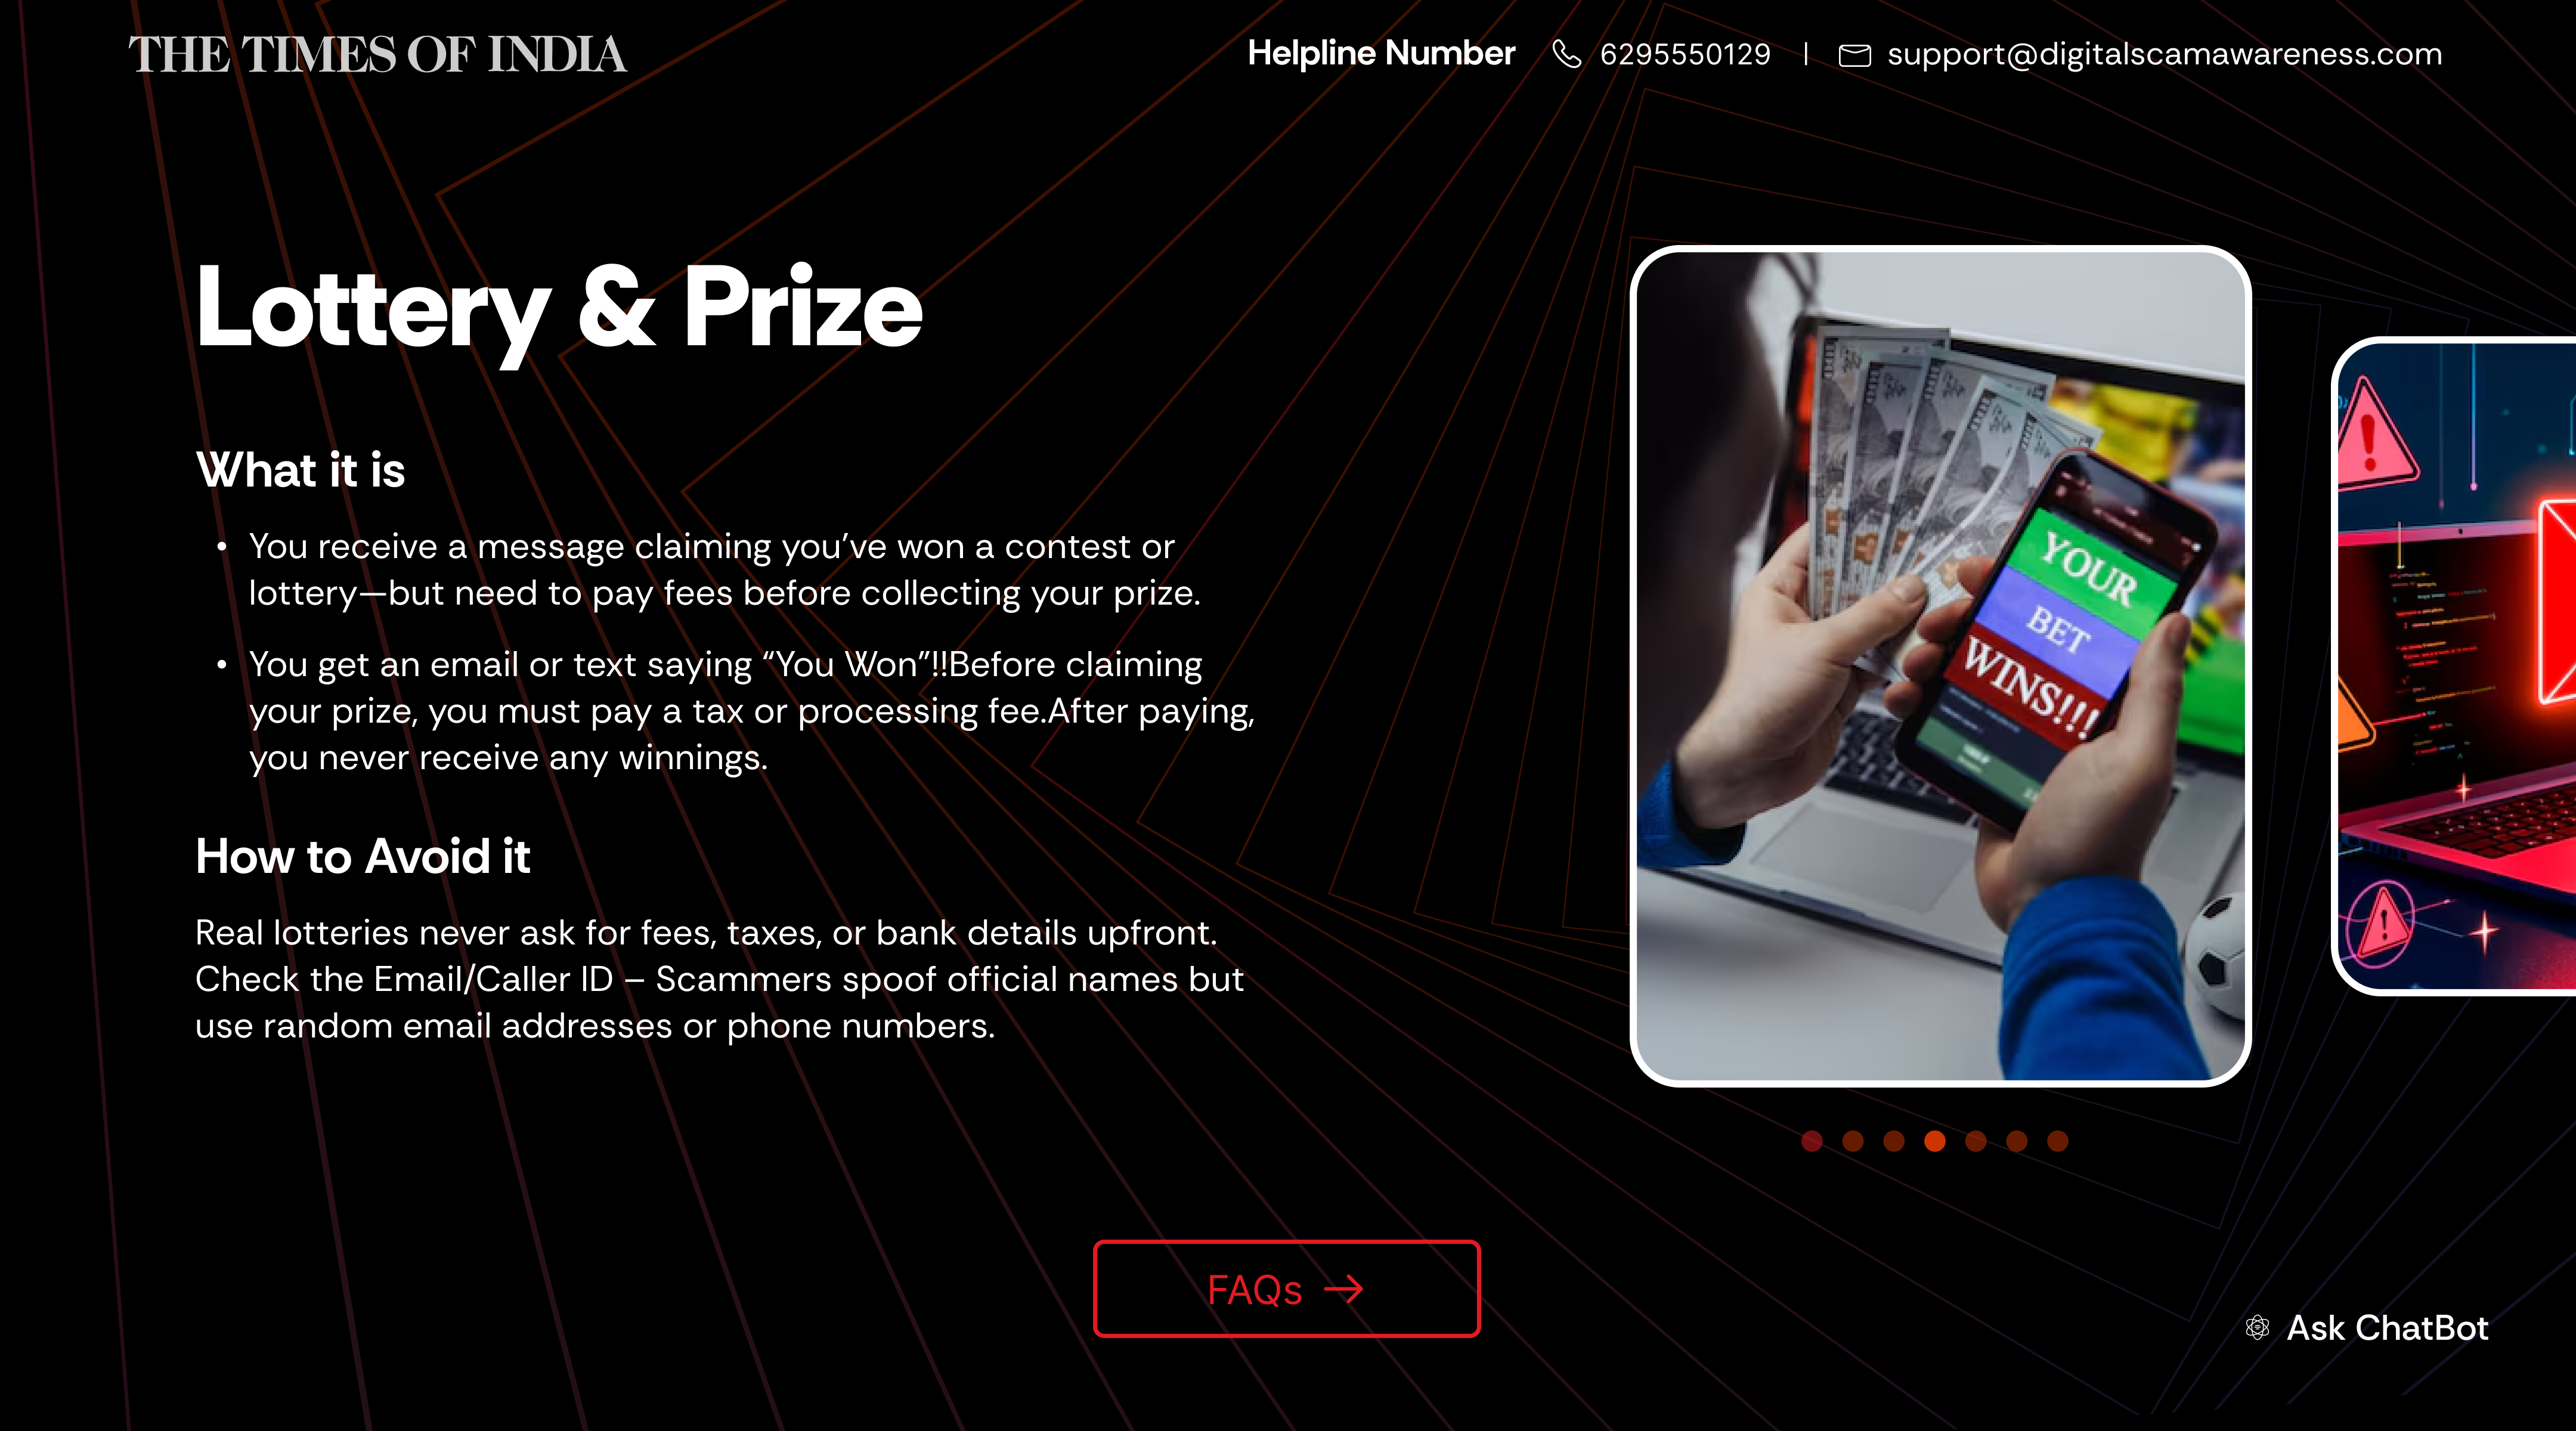 THE TIMES OF INDIA
Helpline Number 6295550129 | support@digitalscamawareness.com
Lottery & Prize
What it is
• You receive a message claiming you’ve won a contest or
lottery—but need to pay fees before collecting your prize.
• You get an email or text saying “You Won”!!Before claiming
your prize, you must pay a tax or processing fee.After paying,
you never receive any winnings.
How to Avoid it
Real lotteries never ask for fees, taxes, or bank details upfront.
Check the Email/Caller ID – Scammers spoof official names but
use random email addresses or phone numbers.
YOUR
BET
WINS!!!
FAQs →
Ask ChatBot